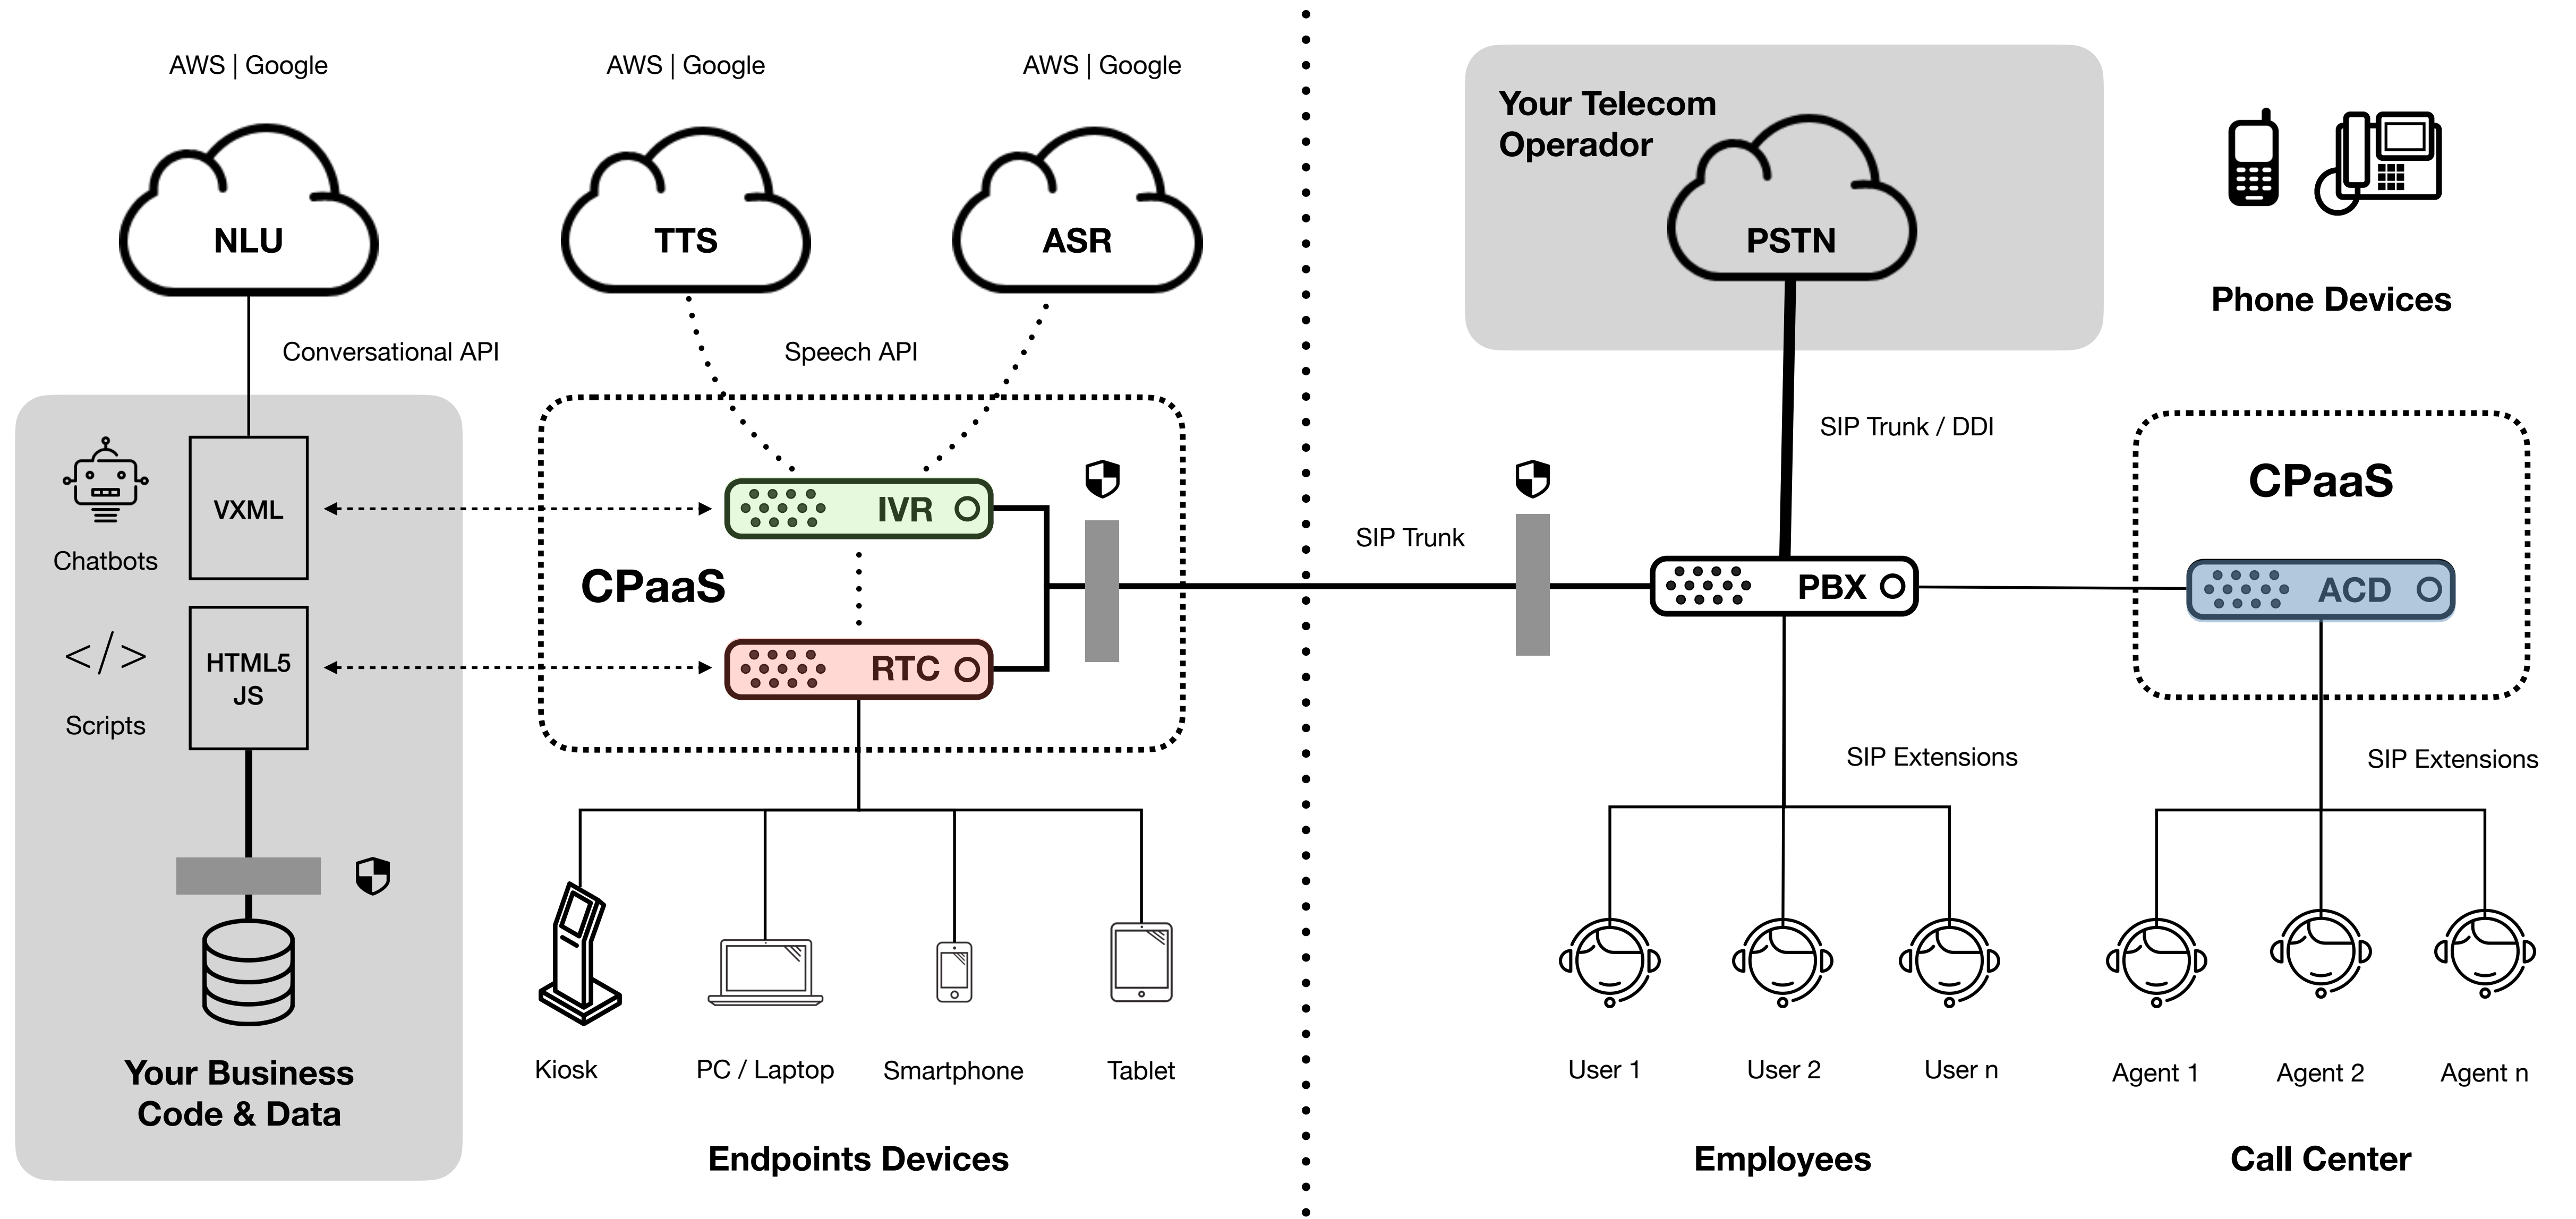 AWS | Google
AWS | Google
AWS | Google
NLU
TTS
ASR
Conversational API
Speech API
Your Telecom
Operador
PSTN
Phone Devices
SIP Trunk / DDI
Chatbots
VXML
IVR
CPaaS
SIP Trunk
PBX
CPaaS
ACD
Scripts
</>
HTML5
JS
RTC
SIP Extensions
SIP Extensions
Kiosk
PC / Laptop
Smartphone
Tablet
User 1
User 2
User n
Agent 1
Agent 2
Agent n
Your Business
Code & Data
Endpoints Devices
Employees
Call Center